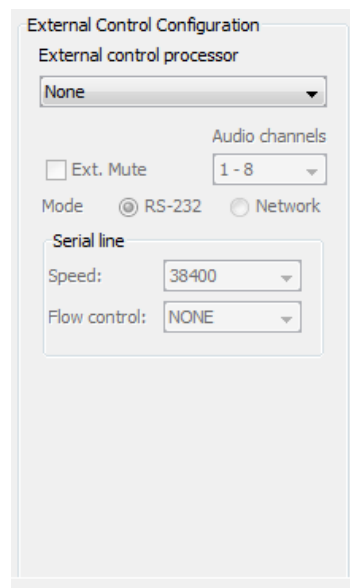 External Control Configuration
External control processor
None
Audio channels
Ext. Mute
1 - 8
Mode RS-232 Network
Serial line
Speed: 38400
Flow control: NONE